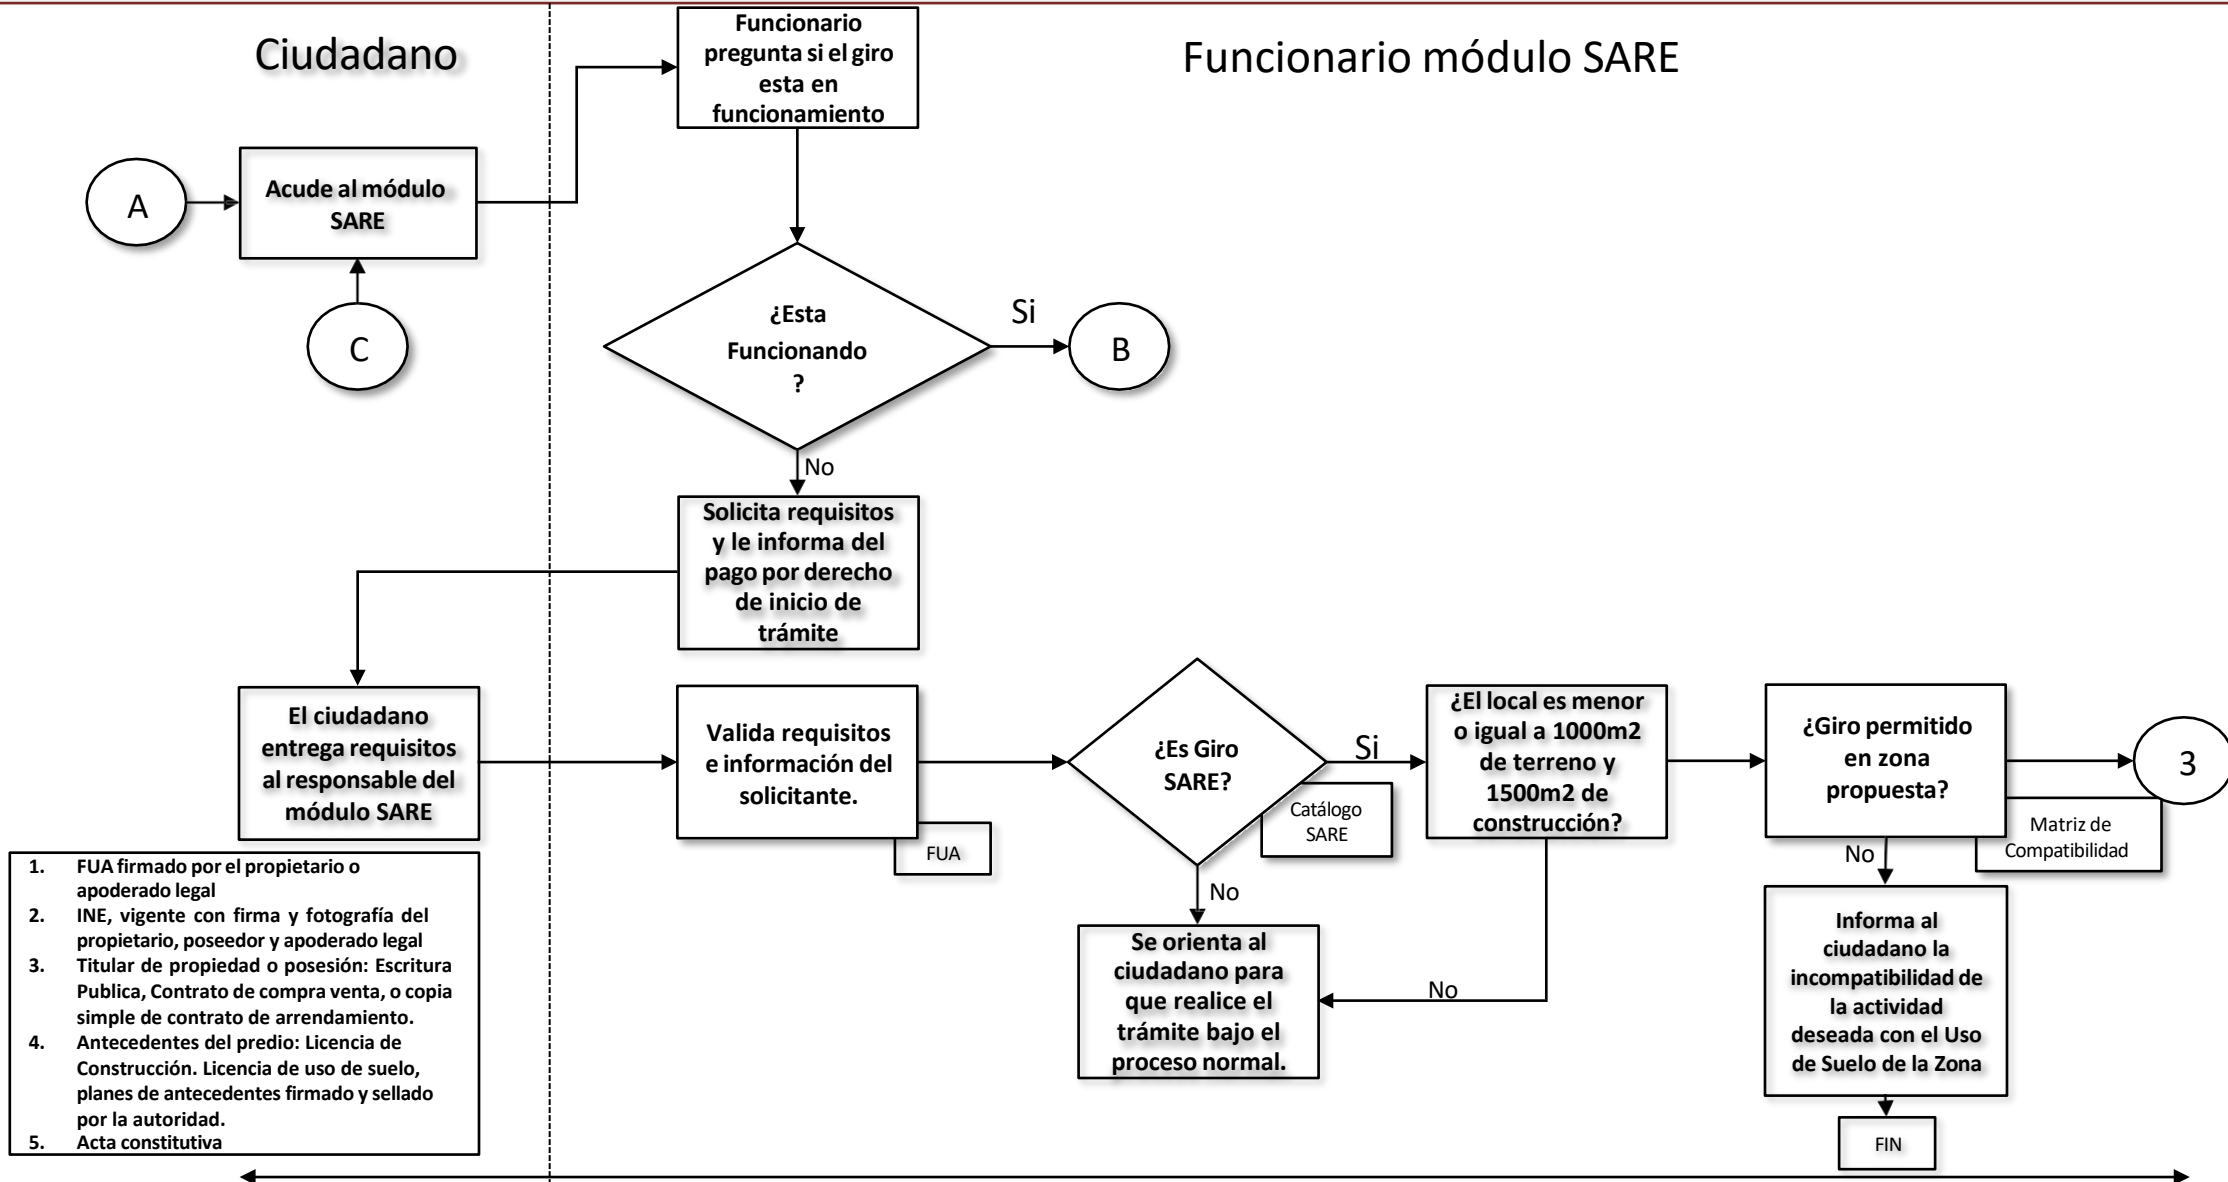 Ciudadano
Funcionario módulo SARE
Funcionario
pregunta si el giro
esta en
funcionamiento
A
Acude al módulo
SARE
C
¿Esta
Funcionando
?
Si
B
No
Solicita requisitos
y le informa del
pago por derecho
de inicio de
trámite
El ciudadano
entrega requisitos
al responsable del
módulo SARE
Valida requisitos
e información del
solicitante.
FUA
¿Es Giro
SARE?
Si
Catálogo
SARE
No
¿El local es menor
o igual a 1000m2
de terreno y
1500m2 de
construcción?
No
¿Giro permitido
en zona
propuesta?
3
Matriz de
Compatibilidad
No
Se orienta al
ciudadano para
que realice el
trámite bajo el
proceso normal.
Informa al
ciudadano la
incompatibilidad de
la actividad
deseada con el Uso
de Suelo de la Zona
FIN
1. FUA firmado por el propietario o
apoderado legal
2. INE, vigente con firma y fotografía del
propietario, poseedor y apoderado legal
3. Titular de propiedad o posesión: Escritura
Publica, Contrato de compra venta, o copia
simple de contrato de arrendamiento.
4. Antecedentes del predio: Licencia de
Construcción. Licencia de uso de suelo,
planes de antecedentes firmado y sellado
por la autoridad.
5. Acta constitutiva